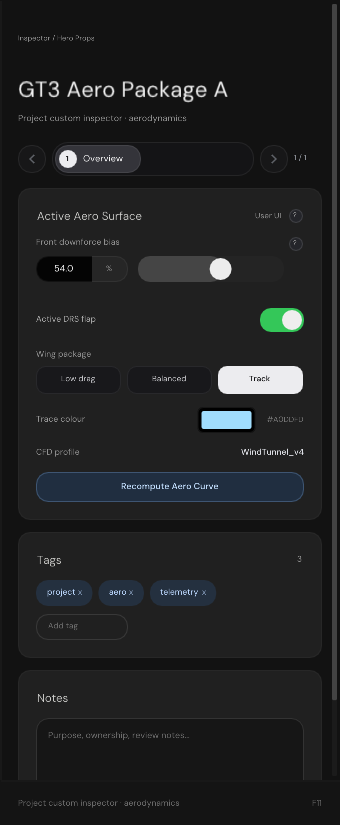 Inspector / Hero Props
GT3 Aero Package A
Project custom inspector · aerodynamics
1 Overview 1 / 1
Active Aero Surface User UI ?
Front downforce bias ?
54.0 %
Active DRS flap
Wing package
Low drag Balanced Track
Trace colour #A0DDFD
CFD profile WindTunnel_v4
Recompute Aero Curve
Tags 3
project x aero x telemetry x
Add tag
Notes
Purpose, ownership, review notes...
Project custom inspector · aerodynamics F11